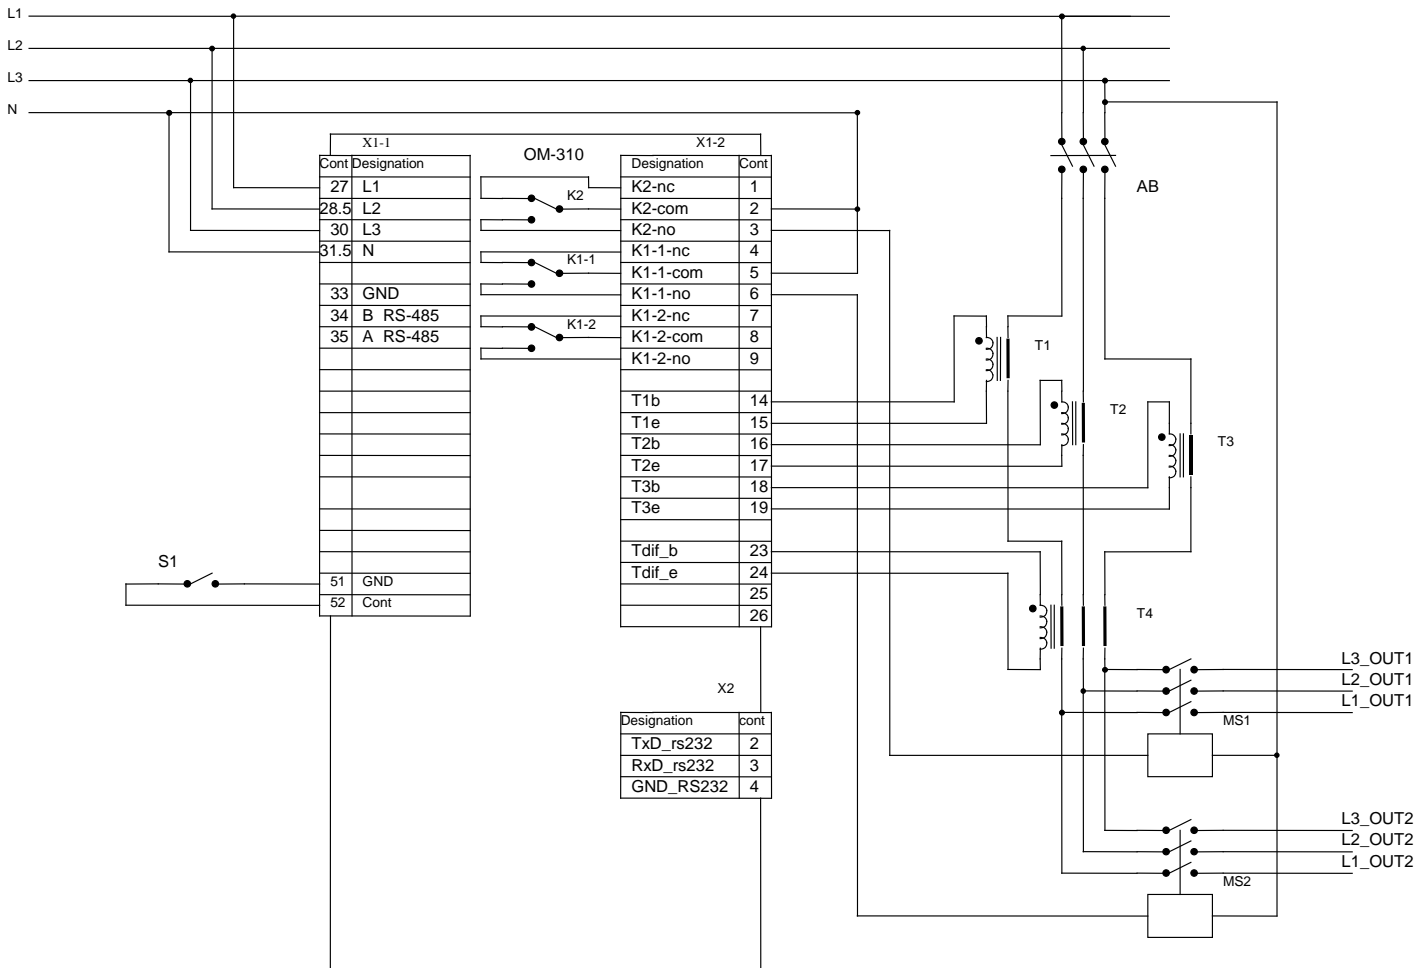 L1
L2
L3
N
X1-1
Cont Designation
27 L1
28.5 L2
30 L3
31.5 N
33 GND
34 B RS-485
35 A RS-485
51 GND
52 Cont
S1
OM-310
K2
K1-1
K1-2
X1-2
Designation Cont
K2-nc 1
K2-com 2
K2-no 3
K1-1-nc 4
K1-1-com 5
K1-1-no 6
K1-2-nc 7
K1-2-com 8
K1-2-no 9
T1b 14
T1e 15
T2b 16
T2e 17
T3b 18
T3e 19
Tdif_b 23
Tdif_e 24
25
26
X2
Designation cont
TxD_rs232 2
RxD_rs232 3
GND_RS232 4
AB
T1
T2
T3
T4
L3_OUT1
L2_OUT1
L1_OUT1
MS1
L3_OUT2
L2_OUT2
L1_OUT2
MS2